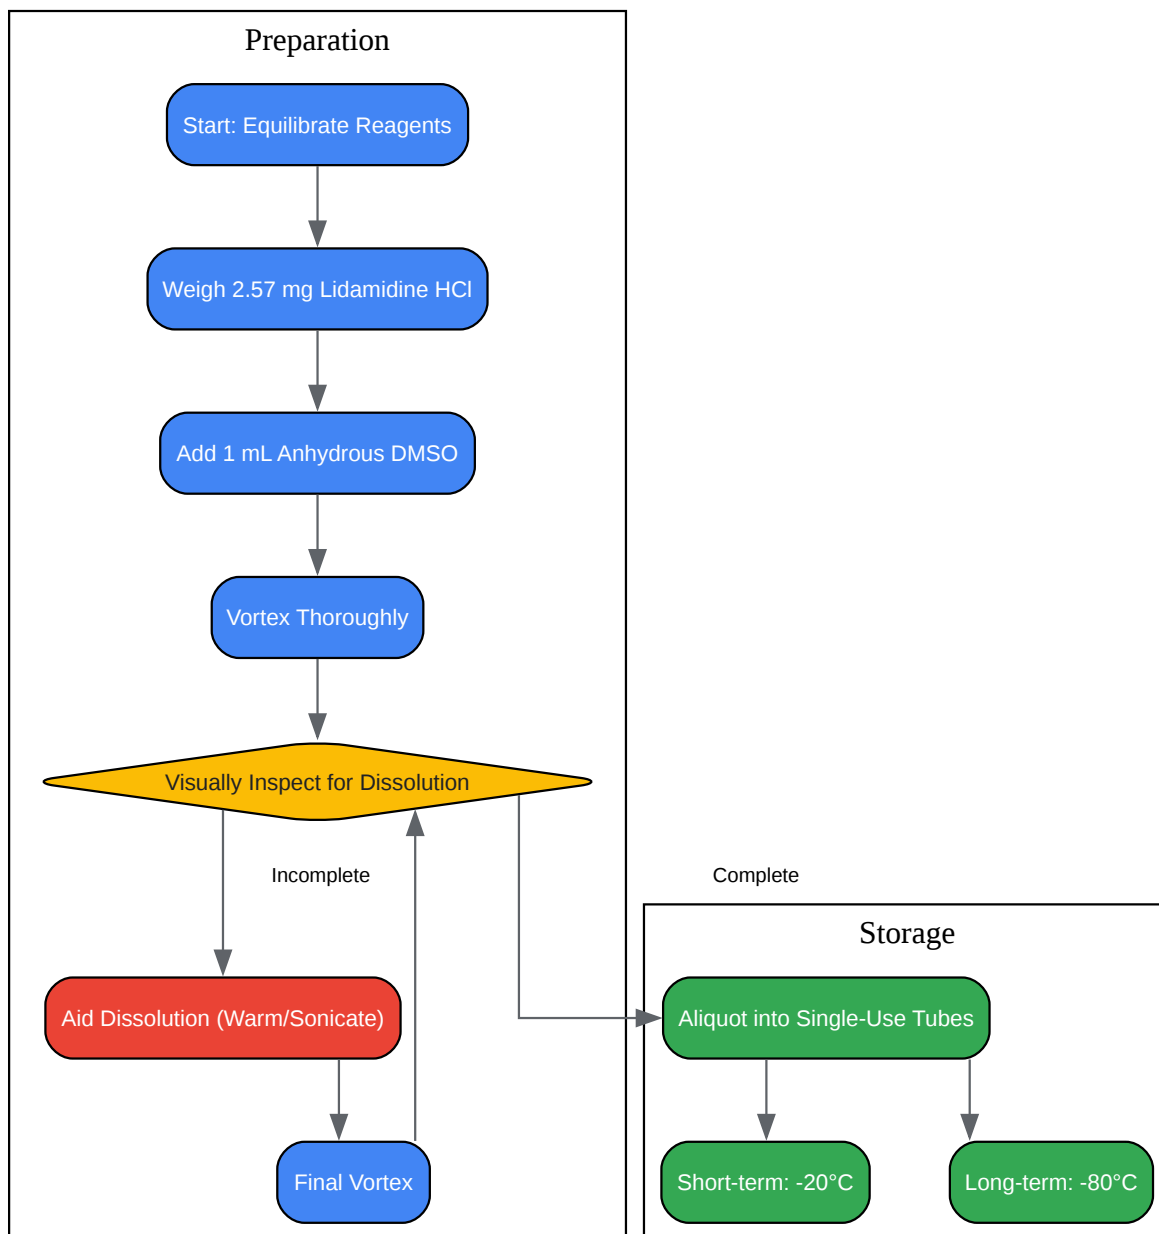 Preparation
Start: Equilibrate Reagents
Weigh 2.57 mg Lidamidine HCl
Add 1 mL Anhydrous DMSO
Vortex Thoroughly
Visually Inspect for Dissolution
Incomplete
Complete
Storage
Aid Dissolution (Warm/Sonicate)
Aliquot into Single-Use Tubes
Final Vortex
Short-term: -20°C
Long-term: -80°C